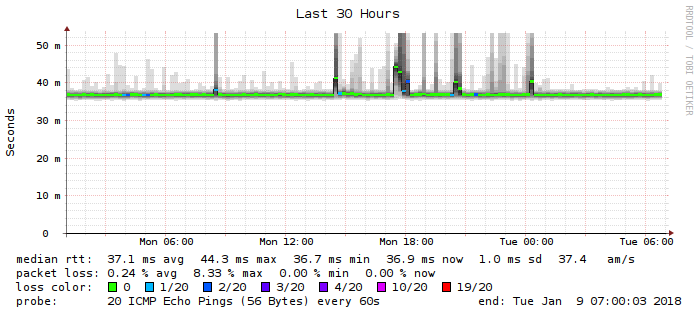 Last 30 Hours
RRDTOOL / TOBI OETIKER
Seconds
50 m
40 m
30 m
20 m
10 m
0
Mon 06:00 Mon 12:00 Mon 18:00 Tue 00:00 Tue 06:00
median rtt: 37.1 ms avg 44.3 ms max 36.7 ms min 36.9 ms now 1.0 ms sd 37.4 am/s
packet loss: 0.24 % avg 8.33 % max 0.00 % min 0.00 % now
loss color: 0 1/20 2/20 3/20 4/20 10/20 19/20
probe: 20 ICMP Echo Pings (56 Bytes) every 60s end: Tue Jan 9 07:00:03 2018